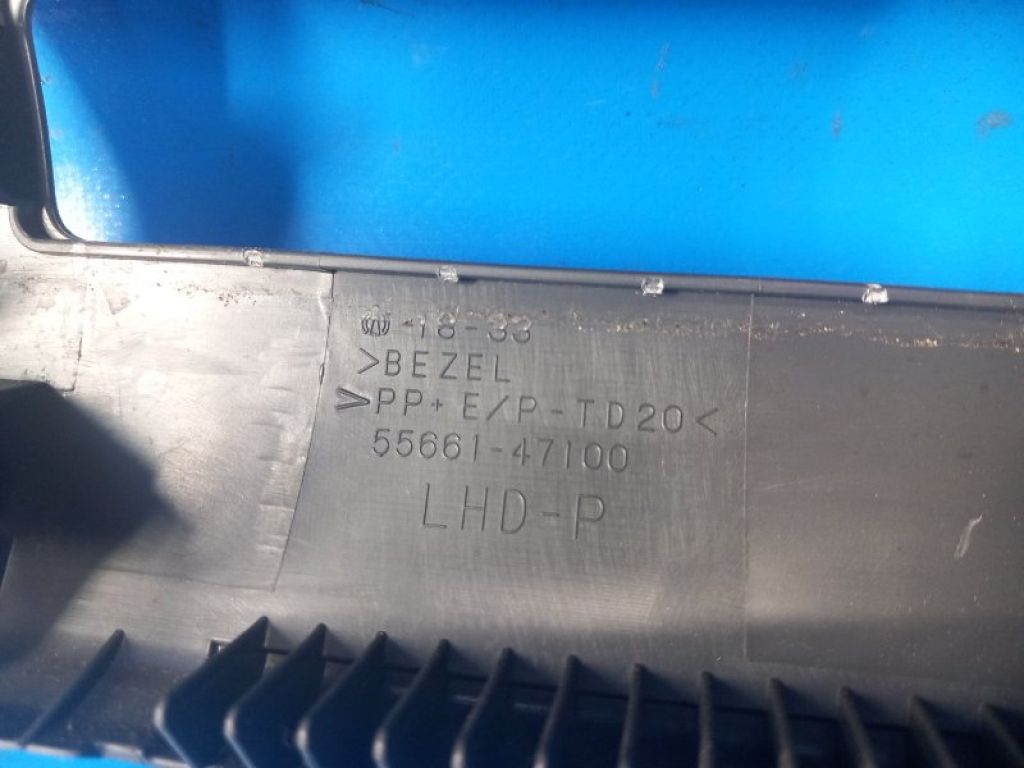 18-33
>BEZEL
>PP+E/P-TD20<
55661-47100
LHD-P